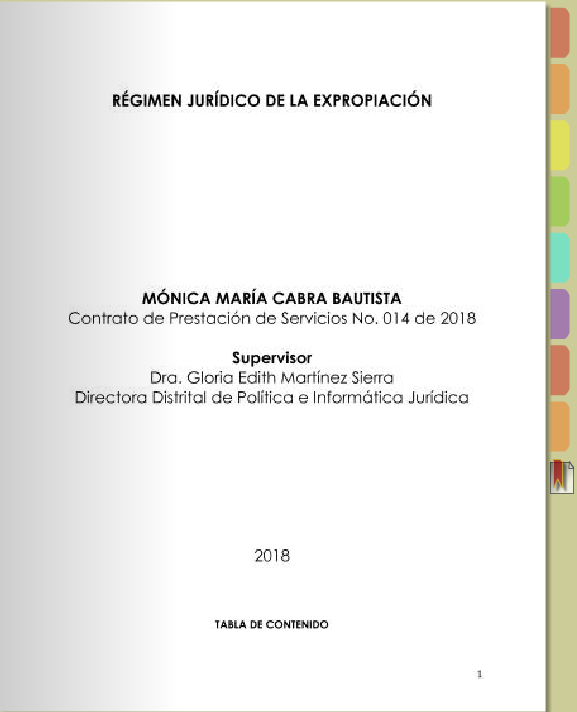 RÉGIMEN JURÍDICO DE LA EXPROPIACIÓN
MÓNICA MARÍA CABRA BAUTISTA
Contrato de Prestación de Servicios No. 014 de 2018
Supervisor
Dra. Gloria Edith Martínez Sierra
Directora Distrital de Política e Informática Jurídica
2018
TABLA DE CONTENIDO
1